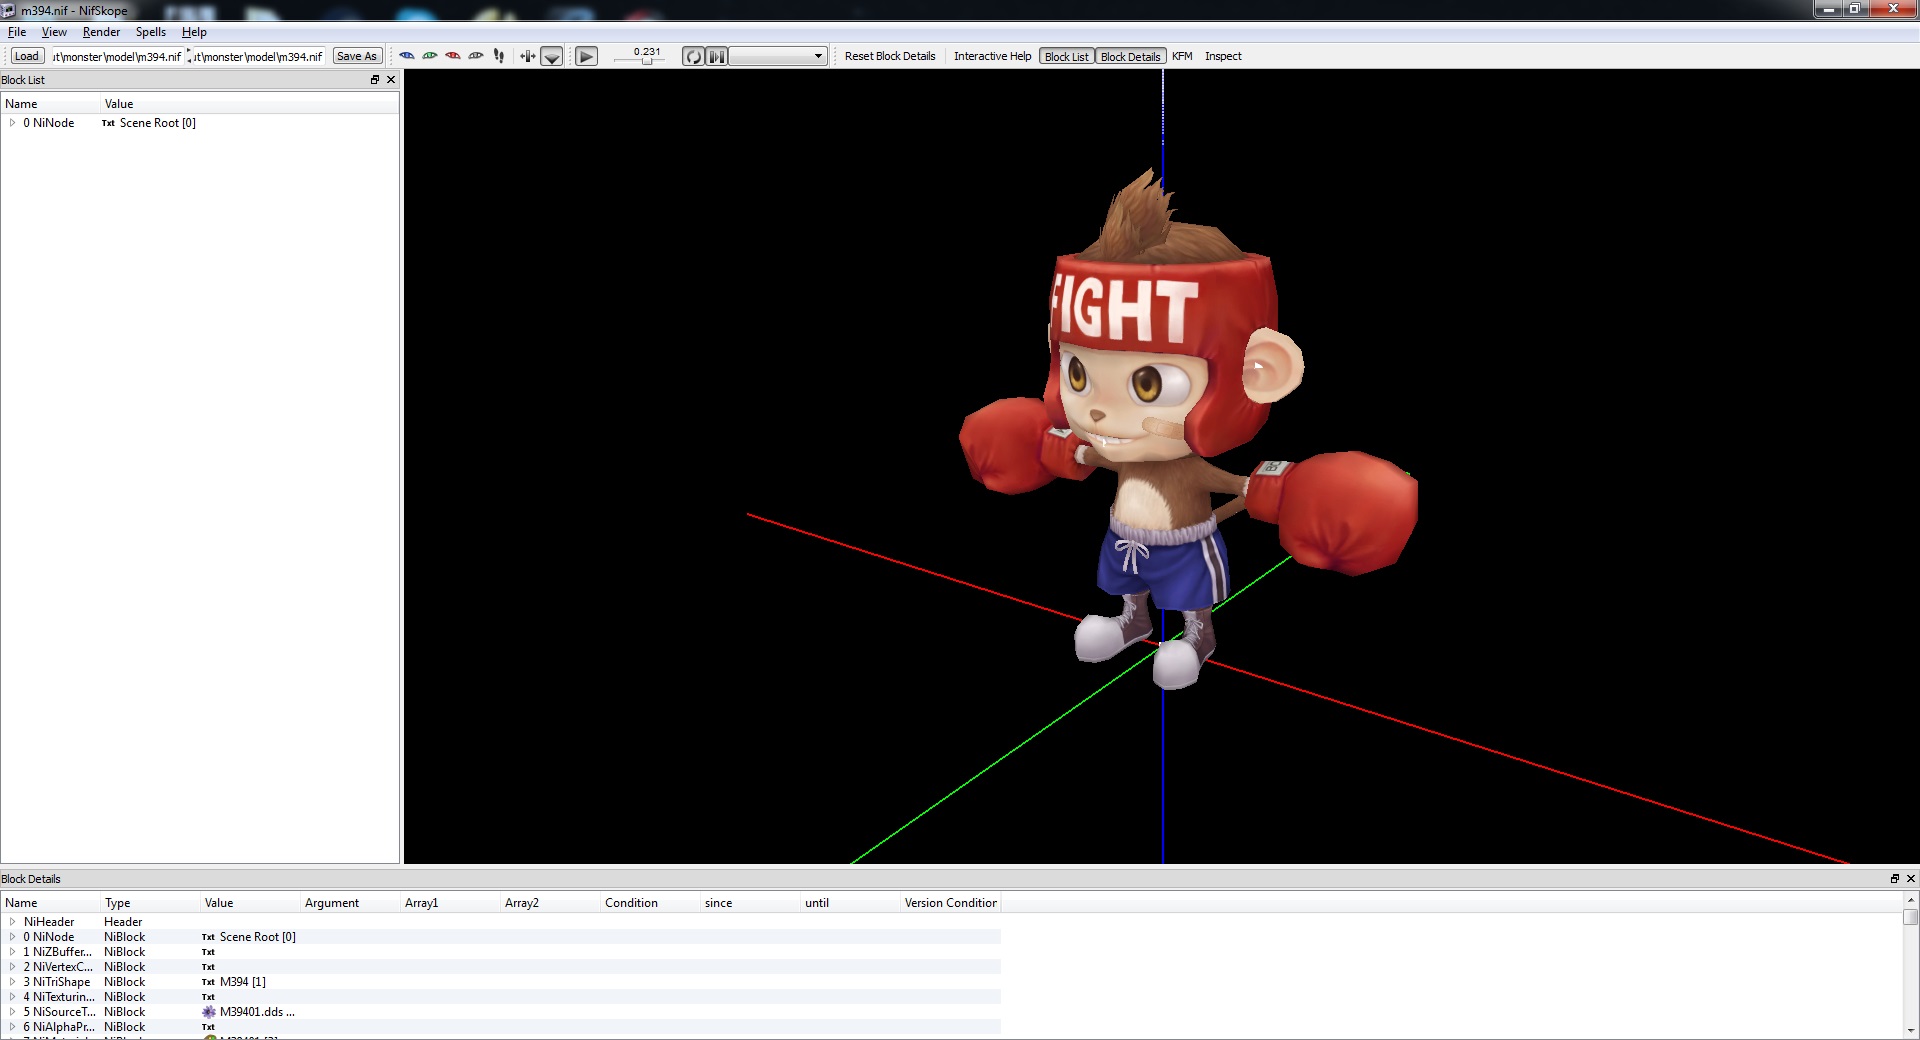 m394.nif - NifSkope
File View Render Spells Help
Load ut\monster\model\m394.nif ut\monster\model\m394.nif Save As 0.231 Reset Block Details Interactive Help Block List Block Details KFM Inspect
Block List
Name Value
0 NiNode Txt Scene Root [0]
FIGHT
Block Details
Name Type Value Argument Array1 Array2 Condition since until Version Condition
NiHeader Header
0 NiNode NiBlock Txt Scene Root [0]
1 NiZBuffer... NiBlock Txt
2 NiVertexC... NiBlock Txt
3 NiTriShape NiBlock Txt M394 [1]
4 NiTexturin... NiBlock Txt
5 NiSourceT... NiBlock M39401.dds ...
6 NiAlphaPr... NiBlock Txt